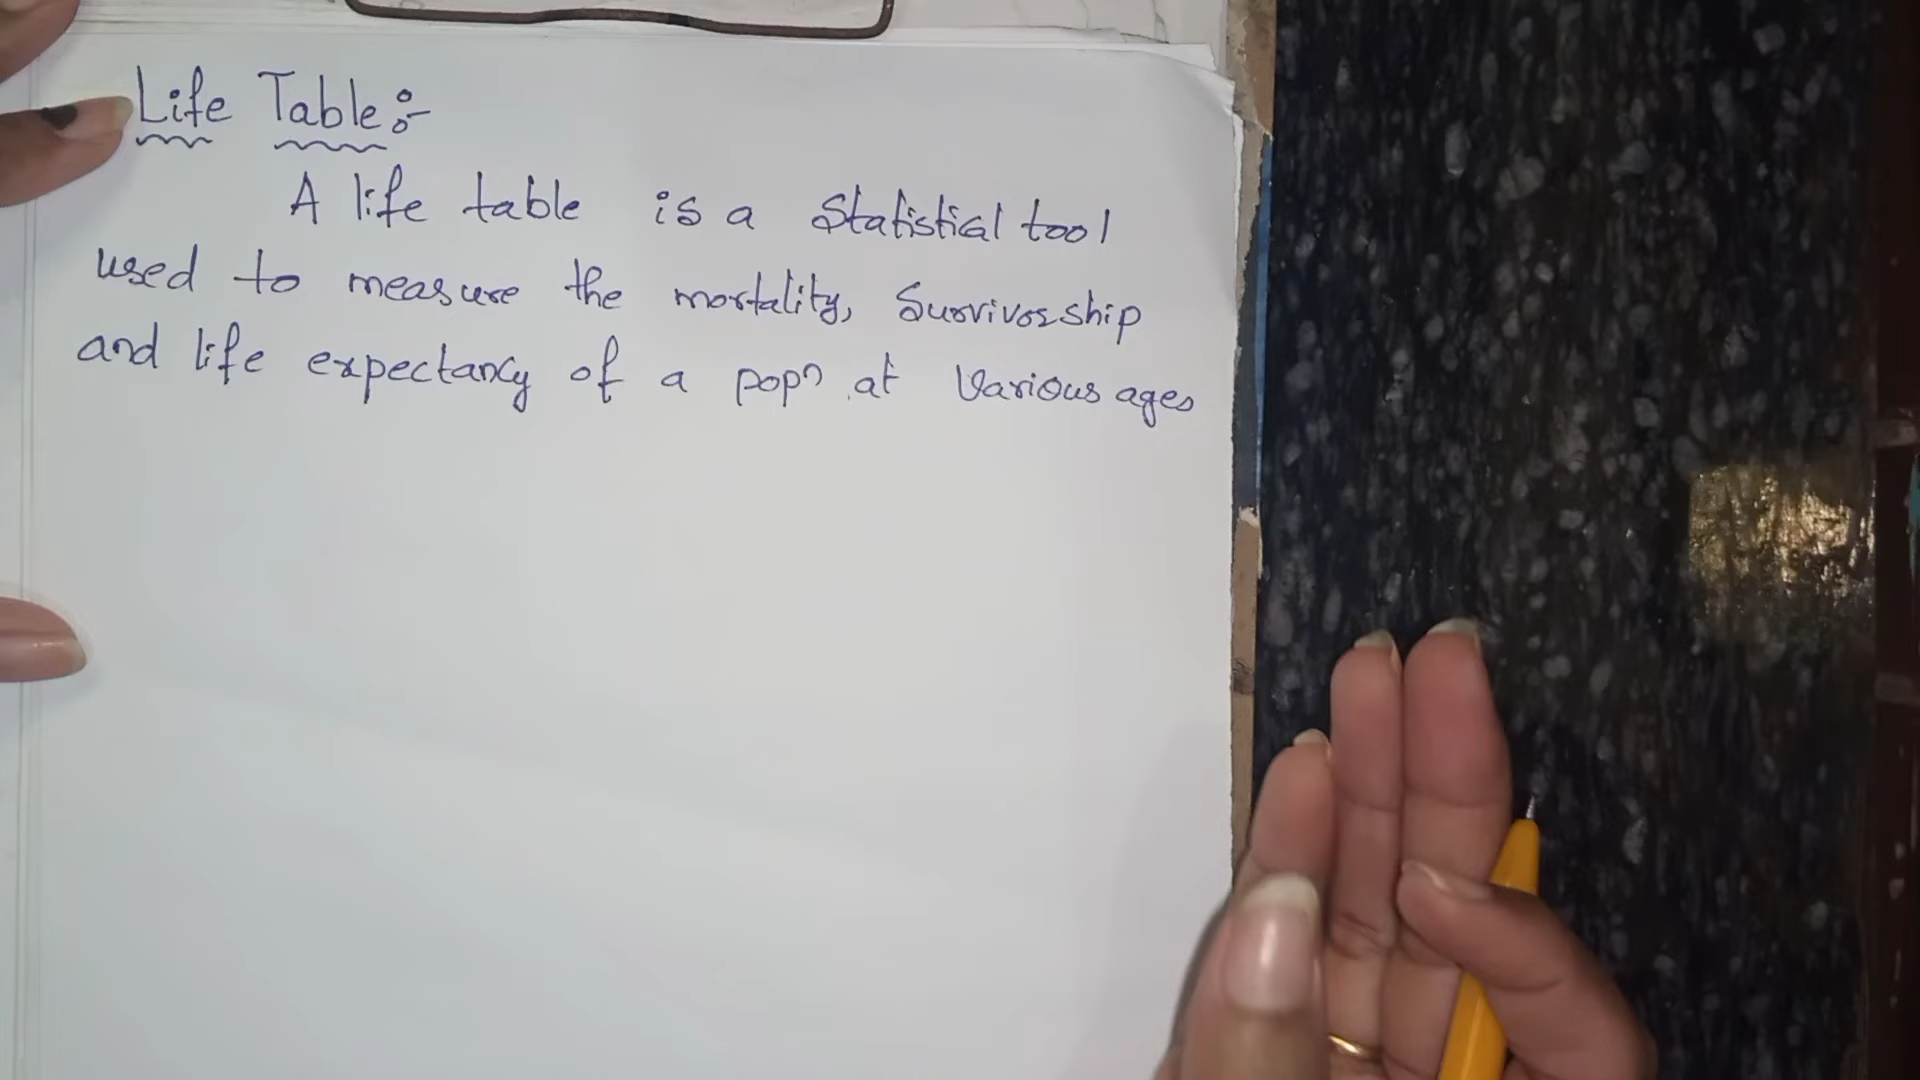 Life Table:-
A life table is a Statistial tool
used to measure the mortality, Survivorship
and life expectancy of a popn at Various ages